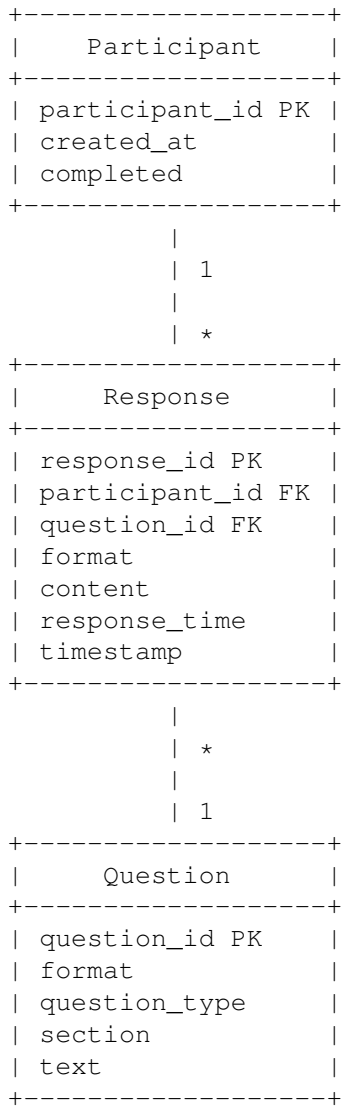 +-------------------+
|    Participant    |
+-------------------+
| participant_id PK |
| created_at        |
| completed         |
+-------------------+
          |
          | 1
          |
          | *
+-------------------+
|     Response      |
+-------------------+
| response_id PK    |
| participant_id FK |
| question_id FK    |
| format            |
| content           |
| response_time     |
| timestamp         |
+-------------------+
          |
          | *
          |
          | 1
+-------------------+
|     Question      |
+-------------------+
| question_id PK    |
| format            |
| question_type     |
| section           |
| text              |
+-------------------+